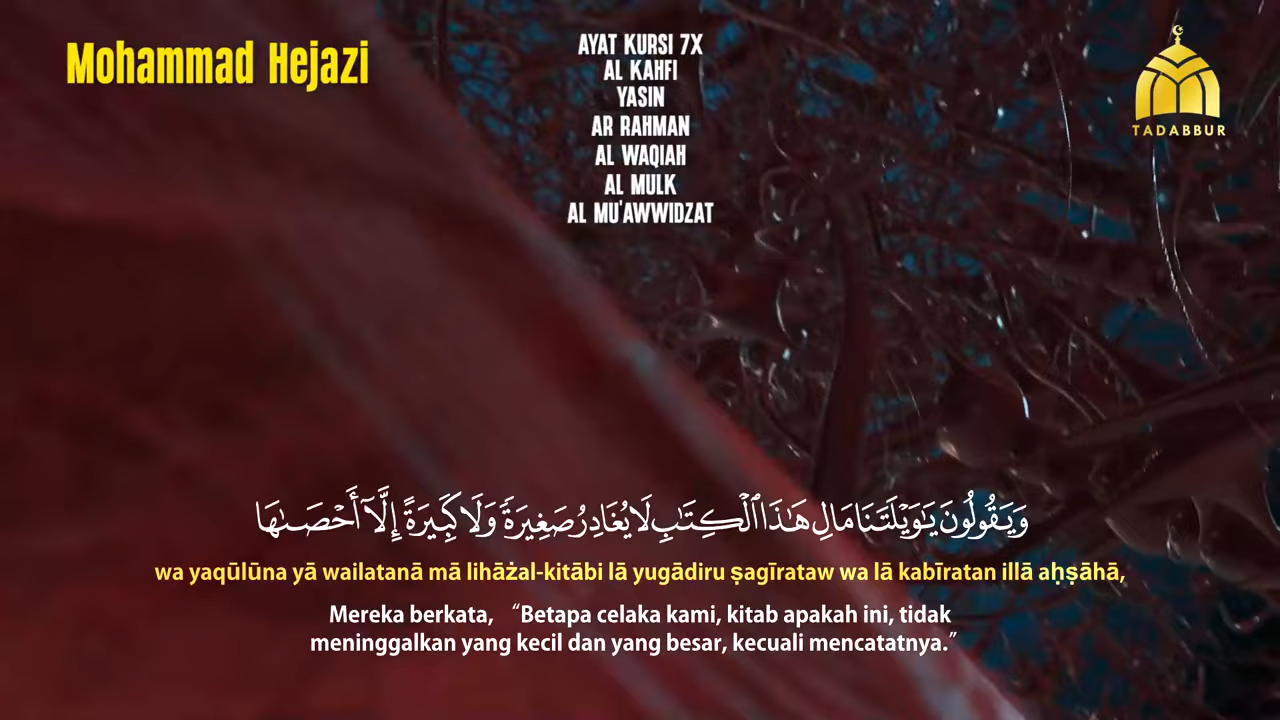 Mohammad Hejazi
AYAT KURSI 7X
AL KAHFI
YASIN
AR RAHMAN
AL WAQIAH
AL MULK
AL MU'AWWIDZAT
TADABBUR
وَيَقُولُونَ يَٰوَيْلَتَنَا مَالِ هَٰذَا ٱلْكِتَٰبِ لَا يُغَادِرُ صَغِيرَةً وَلَا كَبِيرَةً إِلَّآ أَحْصَىٰهَا
wa yaqūlūna yā wailatanā mā lihāżal-kitābi lā yugādiru ṣagīrataw wa lā kabīratan illā aḥṣāhā,
Mereka berkata, “Betapa celaka kami, kitab apakah ini, tidak
meninggalkan yang kecil dan yang besar, kecuali mencatatnya.”